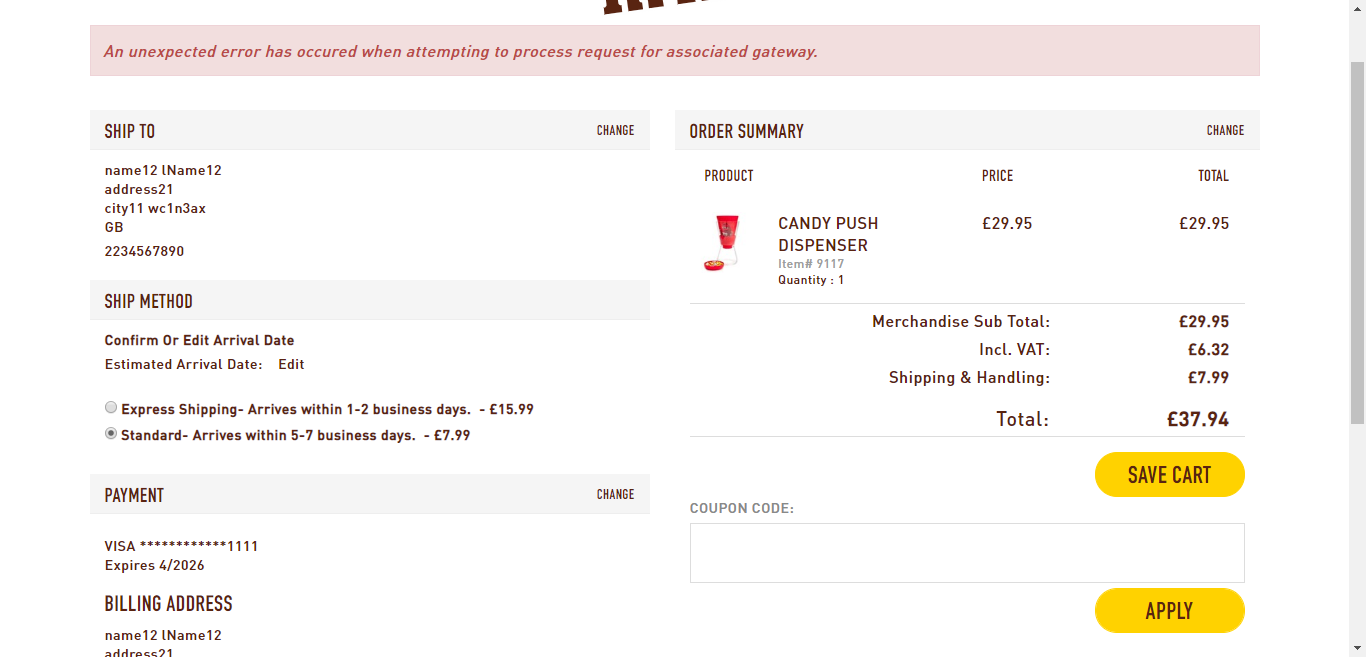 An unexpected error has occured when attempting to process request for associated gateway.
SHIP TO
CHANGE
name12 lName12
address21
city11 wc1n3ax
GB
2234567890
SHIP METHOD
Confirm Or Edit Arrival Date
Estimated Arrival Date: Edit
Express Shipping- Arrives within 1-2 business days. - £15.99
Standard- Arrives within 5-7 business days. - £7.99
PAYMENT
CHANGE
VISA ************1111
Expires 4/2026
BILLING ADDRESS
name12 lName12
address21
ORDER SUMMARY
CHANGE
PRODUCT PRICE TOTAL
CANDY PUSH £29.95 £29.95
DISPENSER
Item# 9117
Quantity : 1
Merchandise Sub Total: £29.95
Incl. VAT: £6.32
Shipping & Handling: £7.99
Total: £37.94
SAVE CART
COUPON CODE:
APPLY